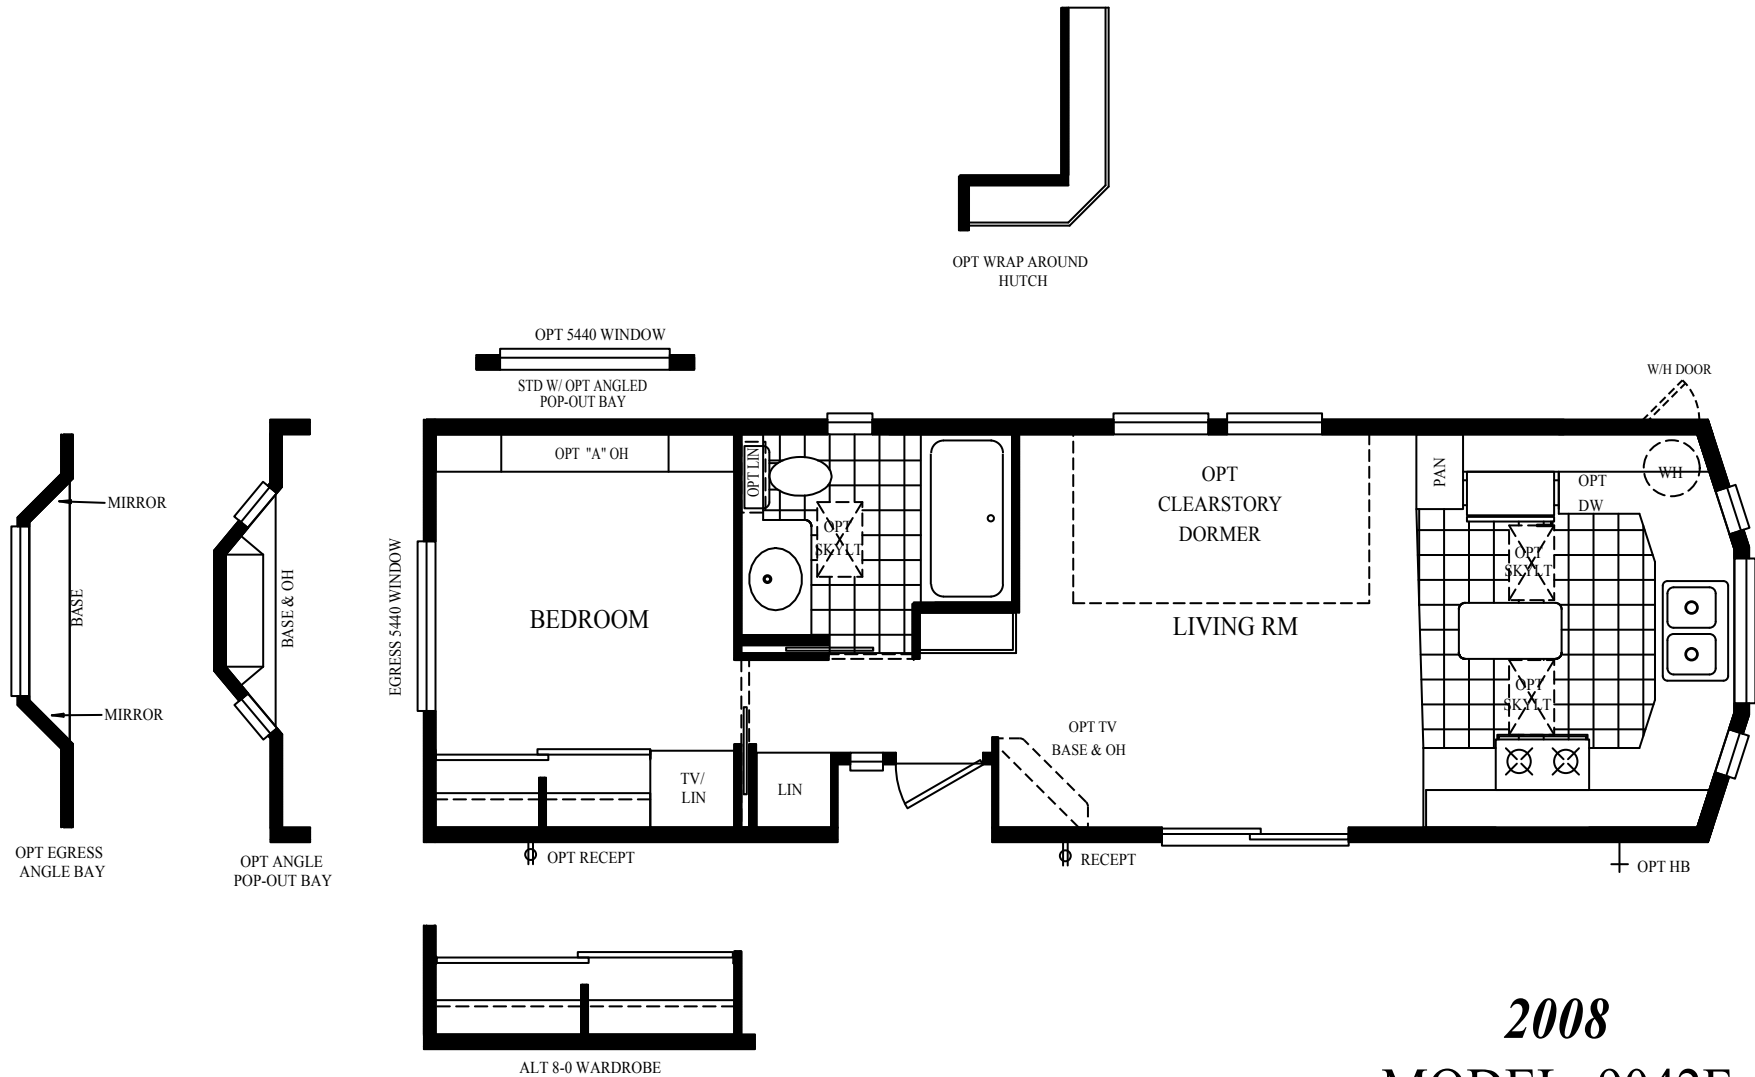 OPT WRAP AROUND
HUTCH
OPT 5440 WINDOW
STD W/ OPT ANGLED
POP-OUT BAY
W/H DOOR
MIRROR
BASE
MIRROR
OPT EGRESS
ANGLE BAY
BASE & OH
OPT ANGLE
POP-OUT BAY
EGRESS 5440 WINDOW
OPT "A" OH
BEDROOM
TV/
LIN
LIN
OPT LIN
OPT
SKYLT
OPT
CLEARSTORY
DORMER
LIVING RM
OPT TV
BASE & OH
PAN
OPT
DW
WH
OPT
SKYLT
OPT
SKYLT
OPT RECEPT
RECEPT
OPT HB
ALT 8-0 WARDROBE
2008